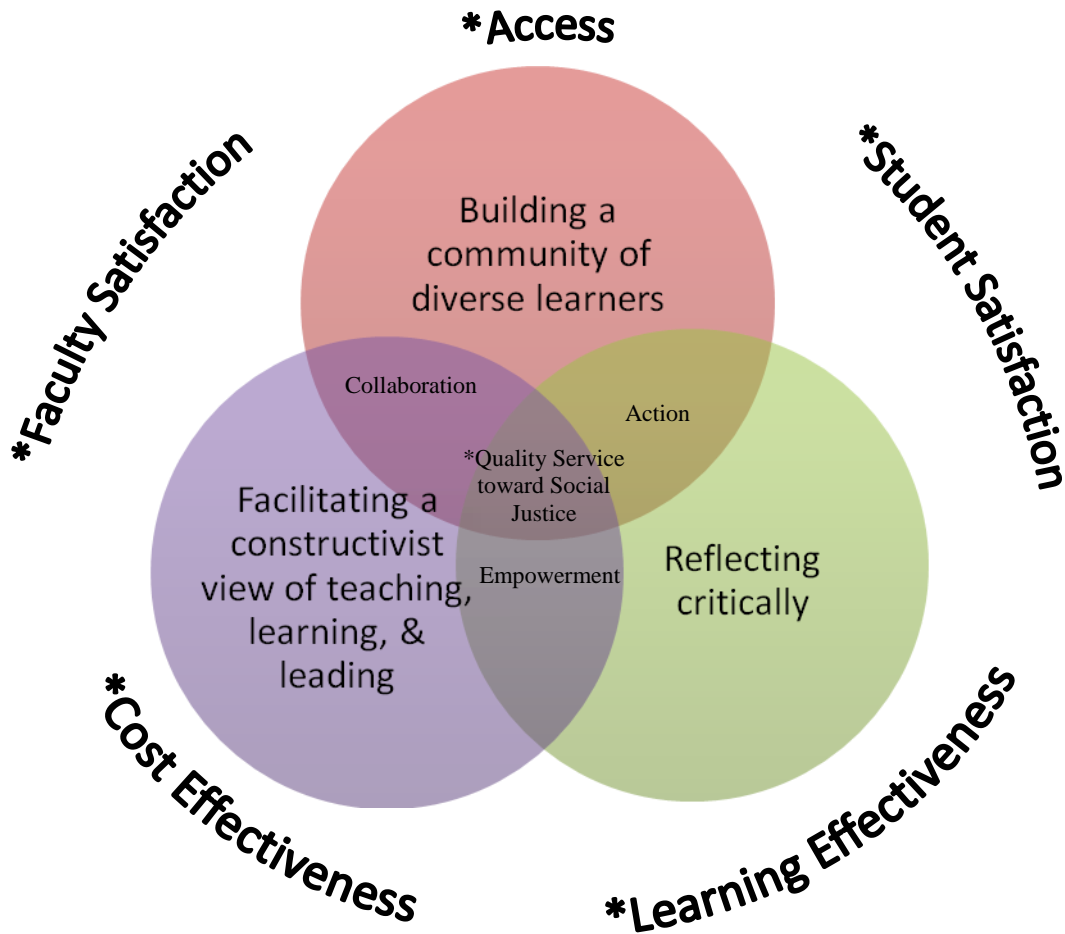 *Access
*Student Satisfaction
*Faculty Satisfaction
Building a
community of
diverse learners
Collaboration
Action
*Quality Service
toward Social
Justice
Facilitating a
constructivist
view of teaching,
learning, &
leading
Empowerment
Reflecting
critically
*Cost Effectiveness
*Learning Effectiveness